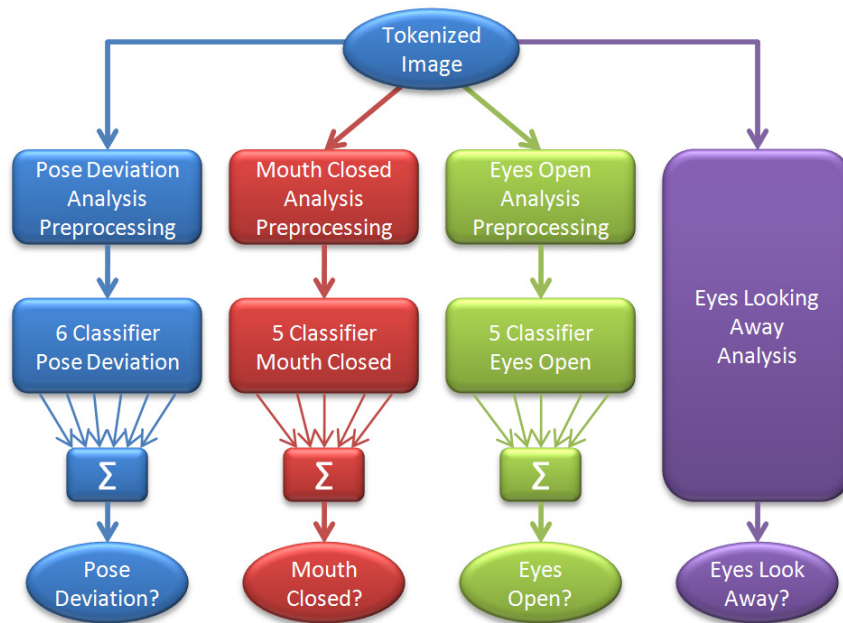 Tokenized
Image
Pose Deviation
Analysis
Preprocessing
Mouth Closed
Analysis
Preprocessing
Eyes Open
Analysis
Preprocessing
Eyes Looking
Away
Analysis
6 Classifier
Pose Deviation
5 Classifier
Mouth Closed
5 Classifier
Eyes Open
Σ
Σ
Σ
Pose
Deviation?
Mouth
Closed?
Eyes
Open?
Eyes Look
Away?